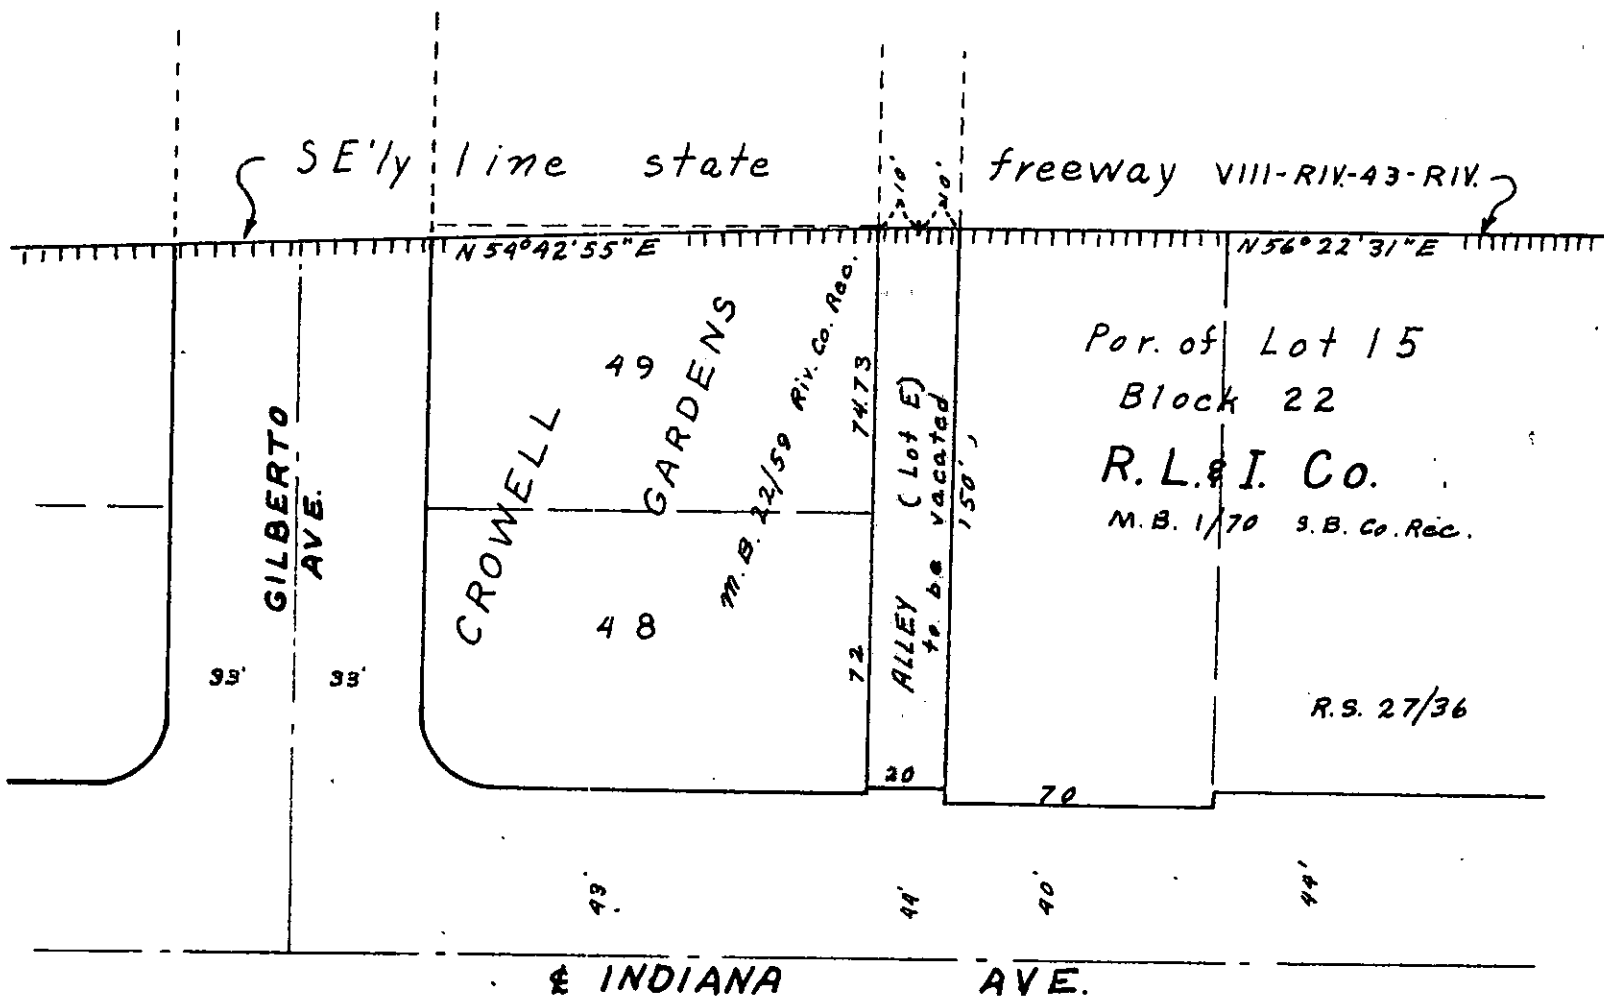 SE'ly line state freeway VIII-RIV.-43-RIV.
±10' ±10'
N 54° 42' 55" E
N 56° 22' 31" E
49
CROWELL GARDENS
M.B. 22/59 Riv. Co. Rec.
74.73
ALLEY (Lot E)
to be vacated
150'
Por. of Lot 15
Block 22
R. L. & I. Co.
M.B. 1/70 S.B. Co. Rec.
GILBERTO
AVE.
48
72
33' 33'
R.S. 27/36
20
70
43' 44' 40' 44'
℄ INDIANA AVE.